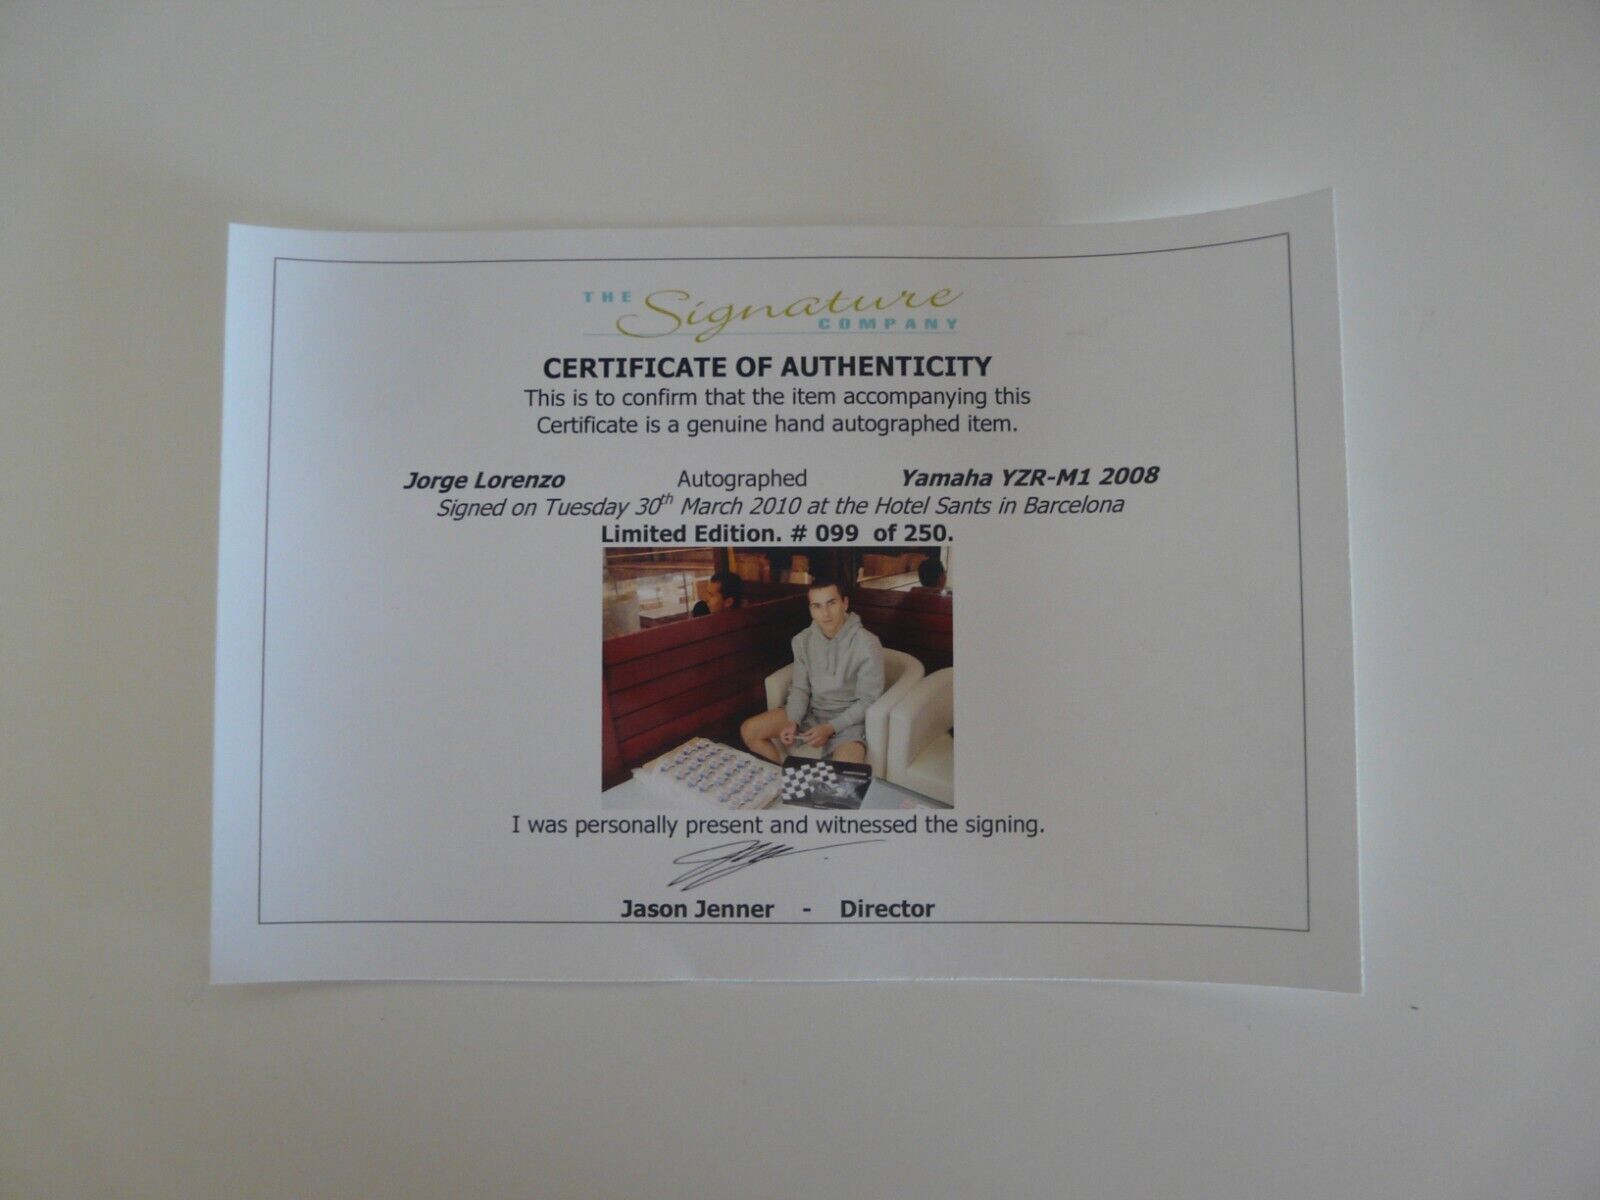 THE Signature COMPANY
CERTIFICATE OF AUTHENTICITY
This is to confirm that the item accompanying this
Certificate is a genuine hand autographed item.
Jorge Lorenzo Autographed Yamaha YZR-M1 2008
Signed on Tuesday 30th March 2010 at the Hotel Sants in Barcelona
Limited Edition. # 099 of 250.
I was personally present and witnessed the signing.
Jason Jenner - Director